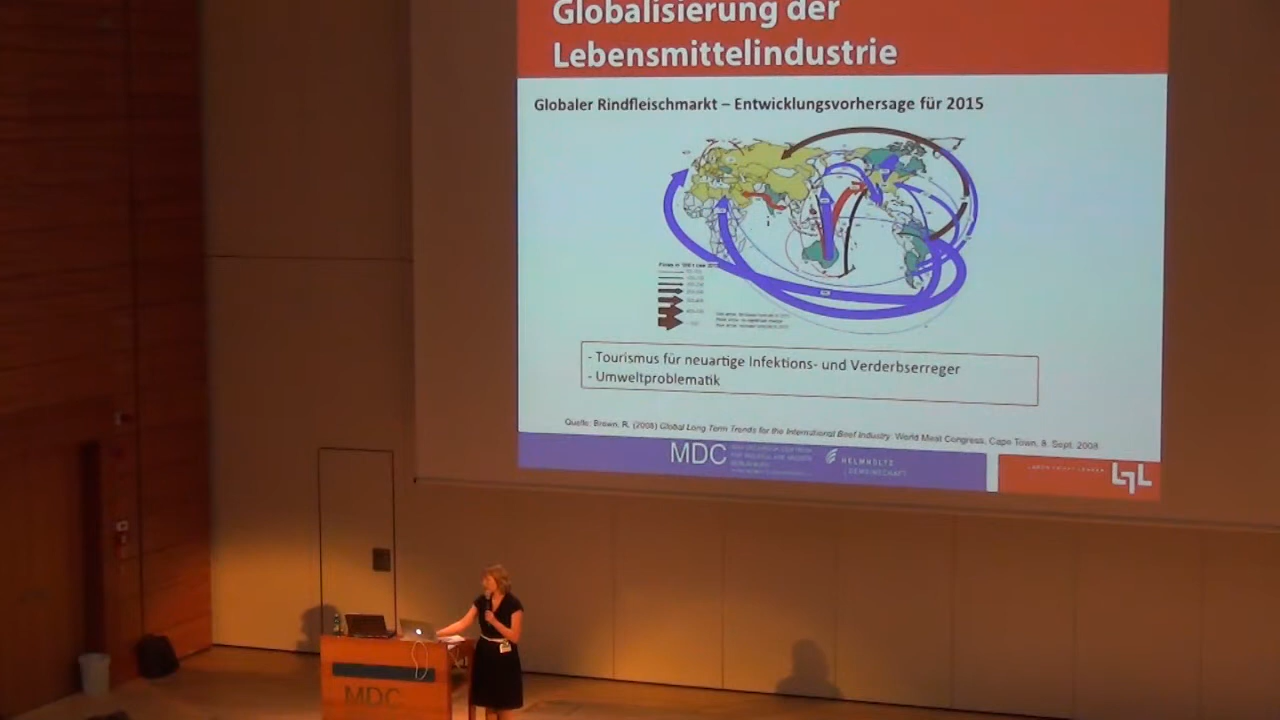 Globalisierung der
Lebensmittelindustrie
Globaler Rindfleischmarkt – Entwicklungsvorhersage für 2015
- Tourismus für neuartige Infektions- und Verderbserreger
- Umweltproblematik
Quelle: Brown, R. (2008) Global Long Term Trends for the International Beef Industry. World Meat Congress, Cape Town, 8. Sept. 2008
MDC
HELMHOLTZ
GEMEINSCHAFT
MDC